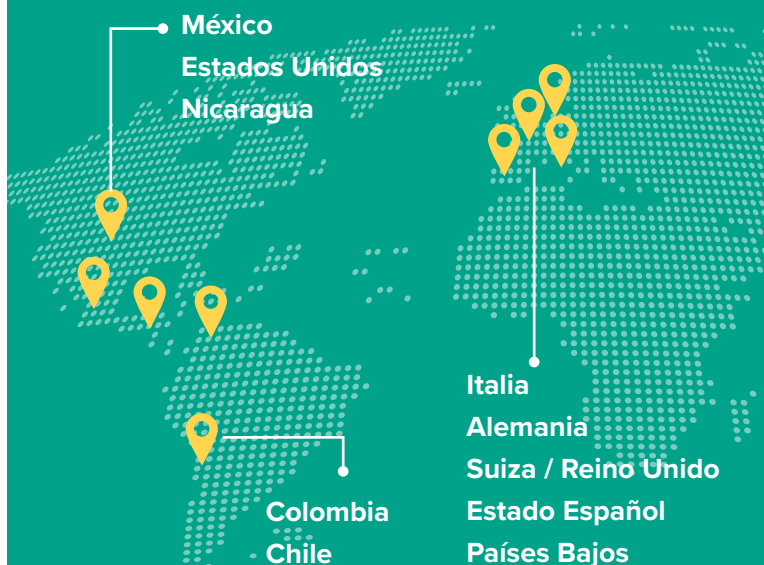 México
Estados Unidos
Nicaragua
Italia
Alemania
Suiza / Reino Unido
Estado Español
Países Bajos
Colombia
Chile